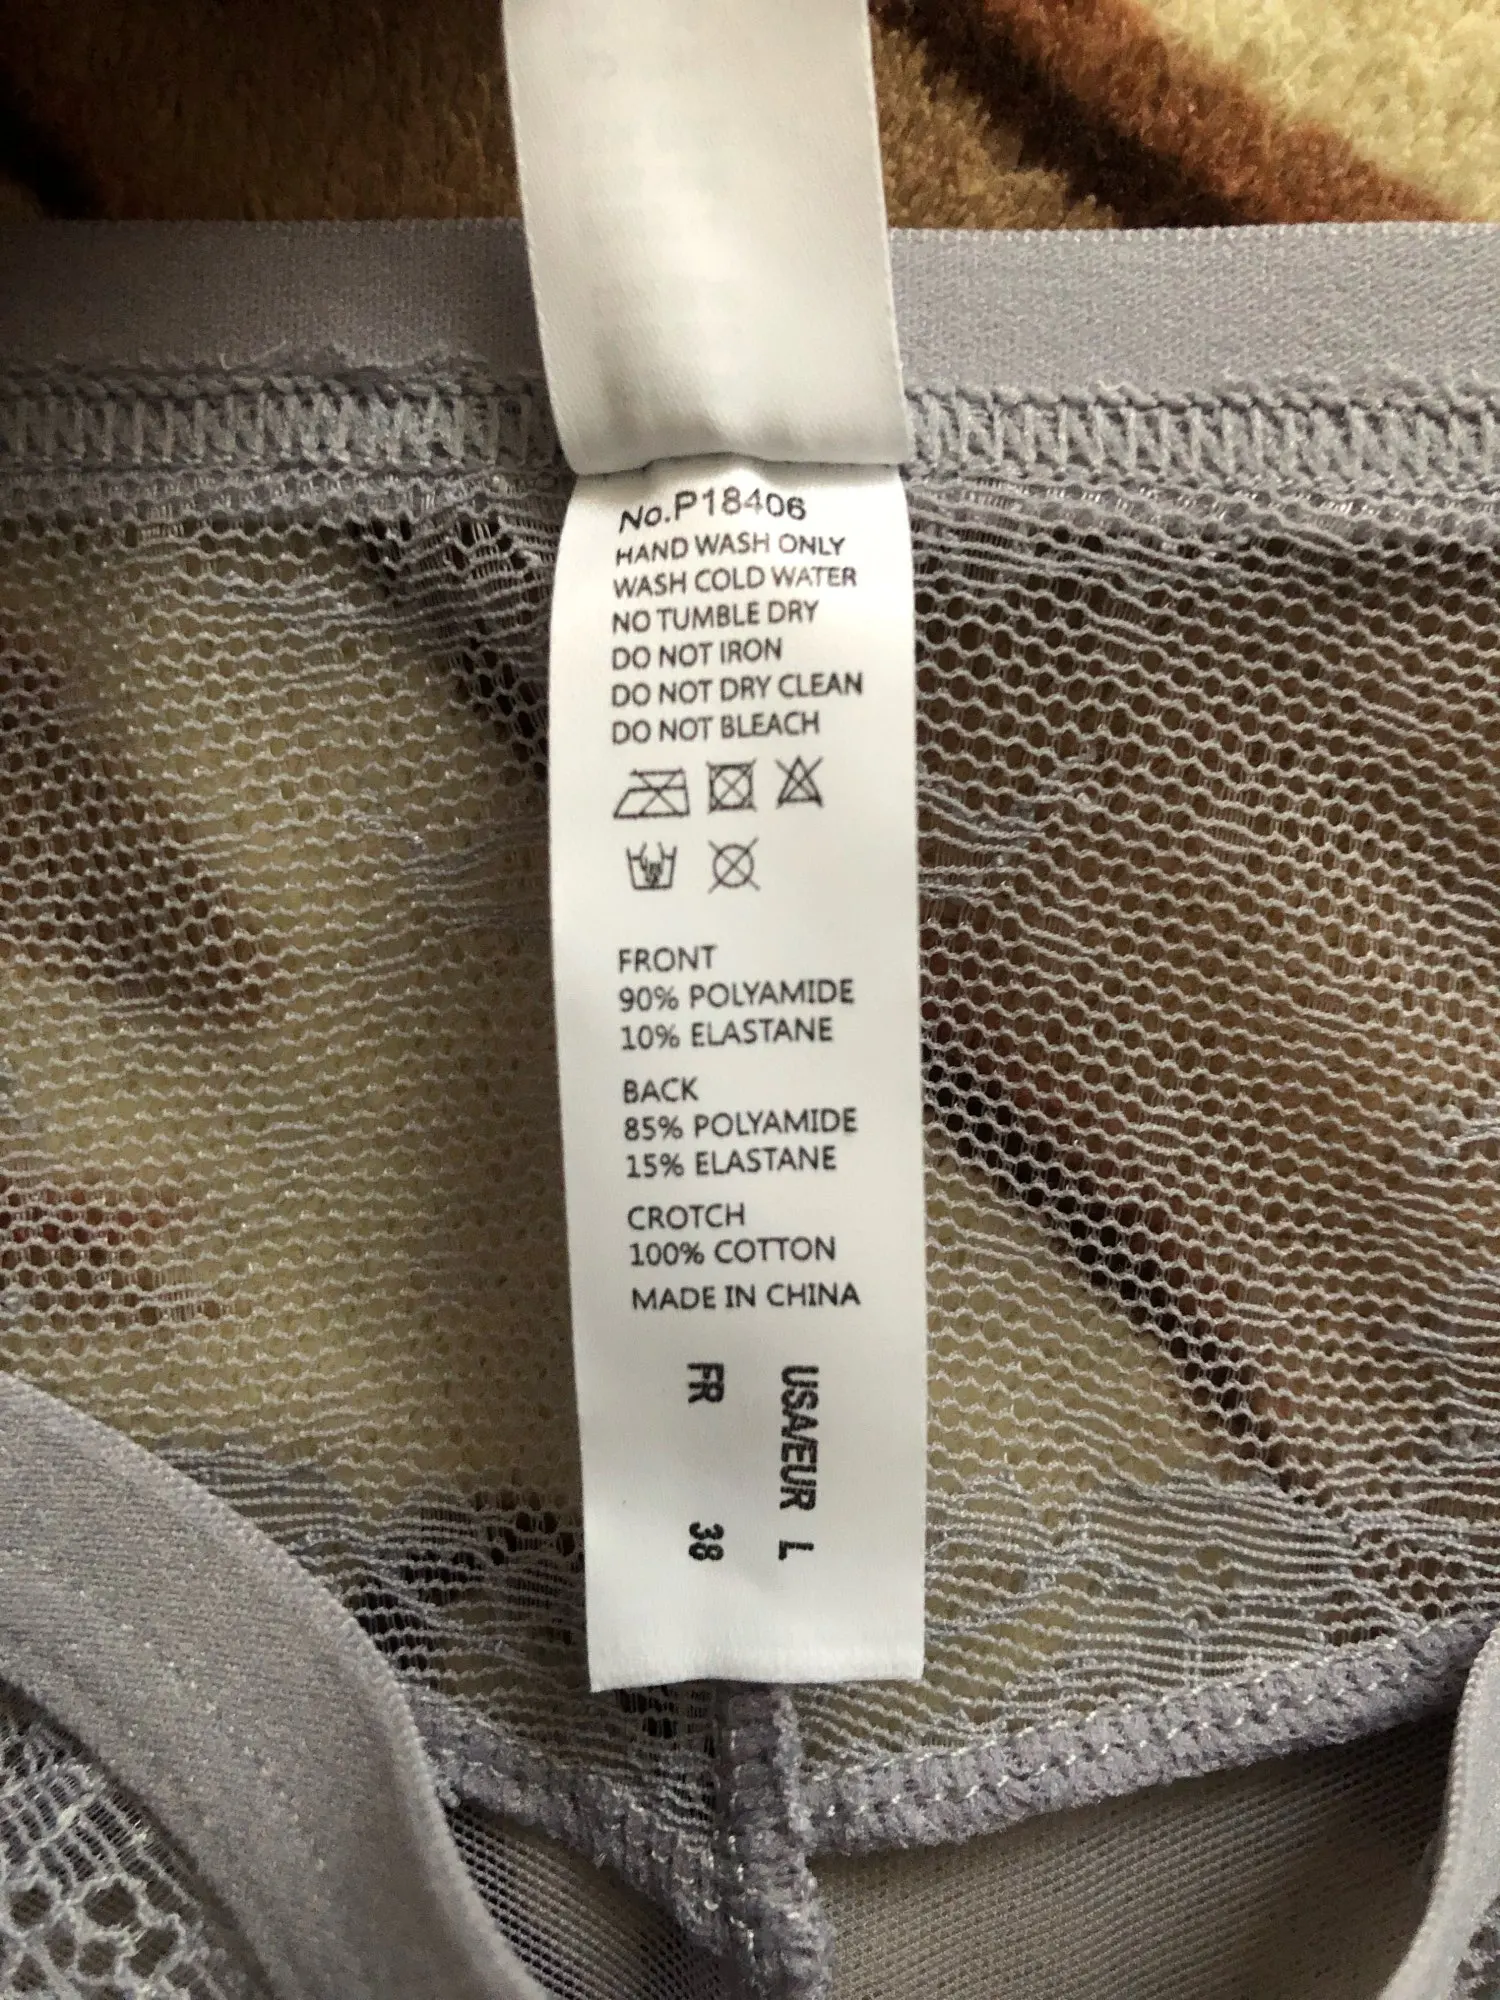 No.P18406
HAND WASH ONLY
WASH COLD WATER
NO TUMBLE DRY
DO NOT IRON
DO NOT DRY CLEAN
DO NOT BLEACH
FRONT
90% POLYAMIDE
10% ELASTANE
BACK
85% POLYAMIDE
15% ELASTANE
CROTCH
100% COTTON
MADE IN CHINA
USA/EUR L
FR 38